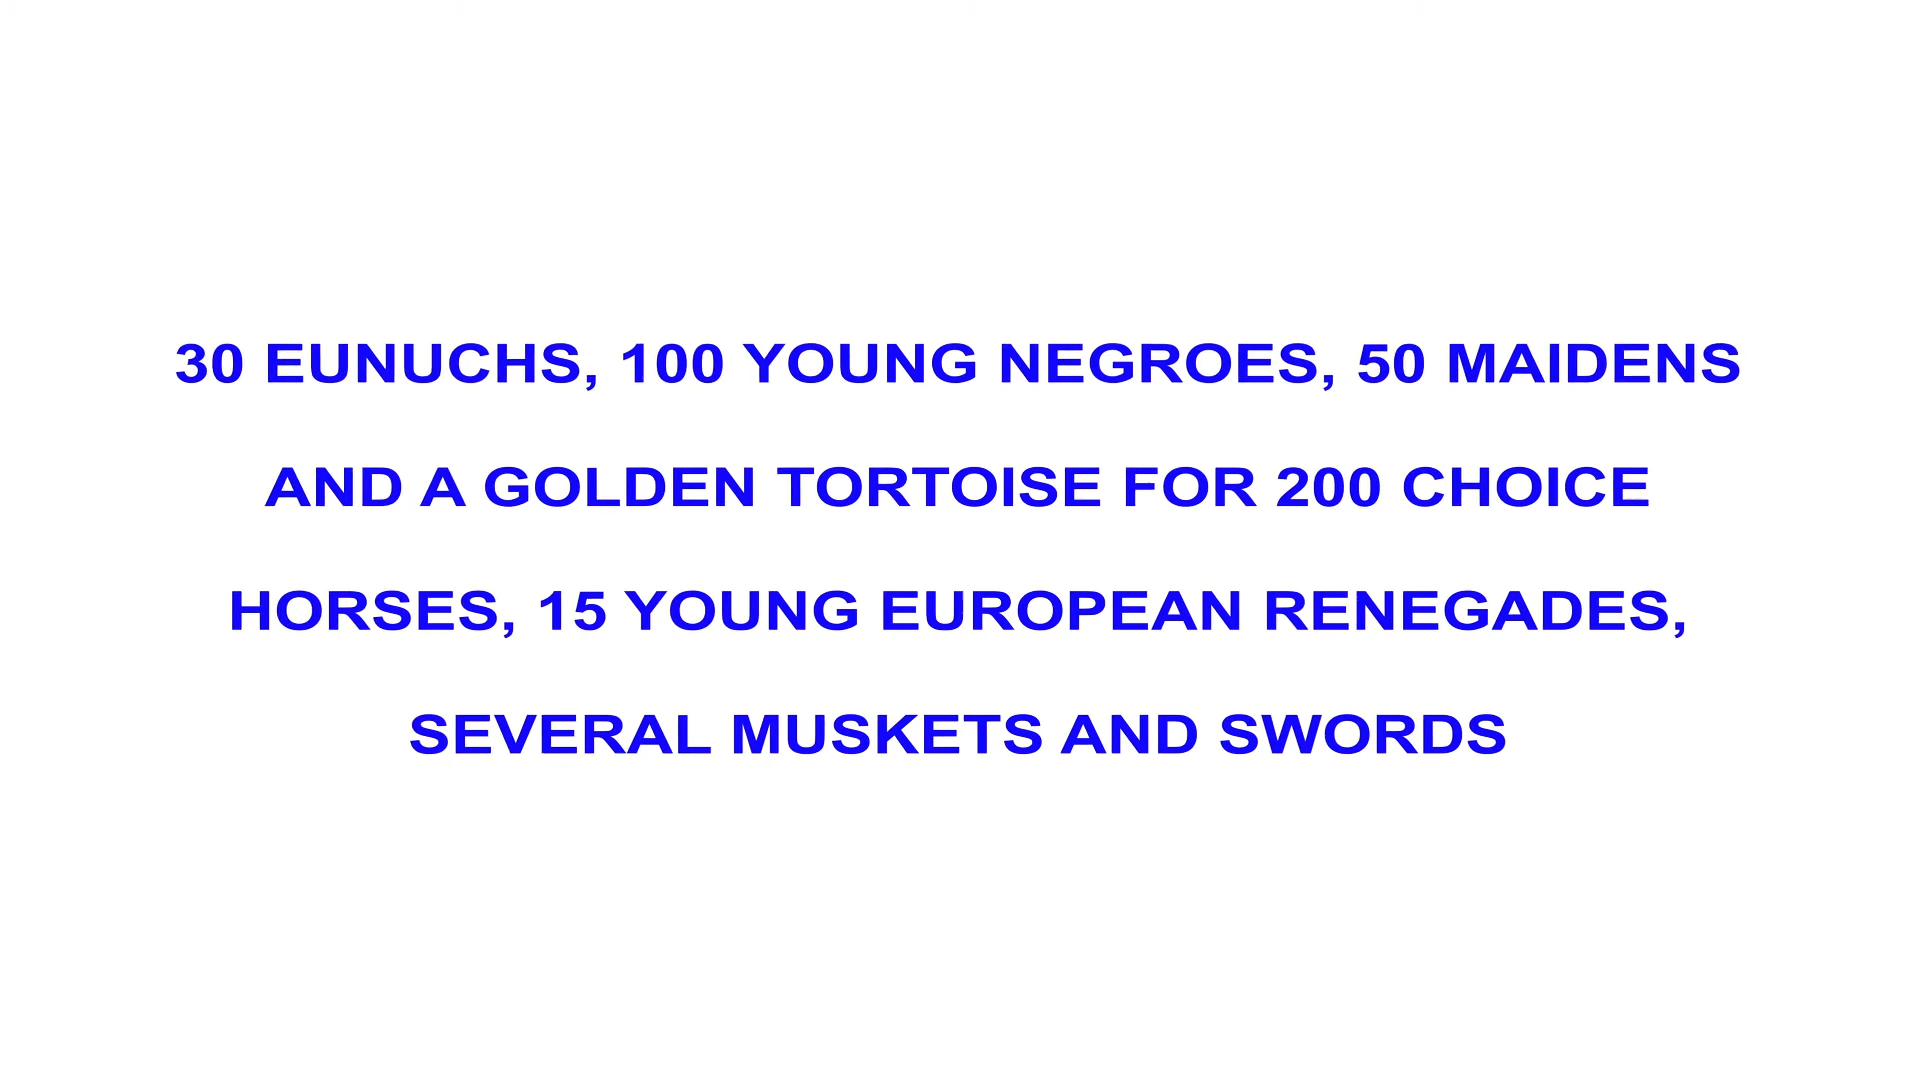 30 EUNUCHS, 100 YOUNG NEGROES, 50 MAIDENS
AND A GOLDEN TORTOISE FOR 200 CHOICE
HORSES, 15 YOUNG EUROPEAN RENEGADES,
SEVERAL MUSKETS AND SWORDS